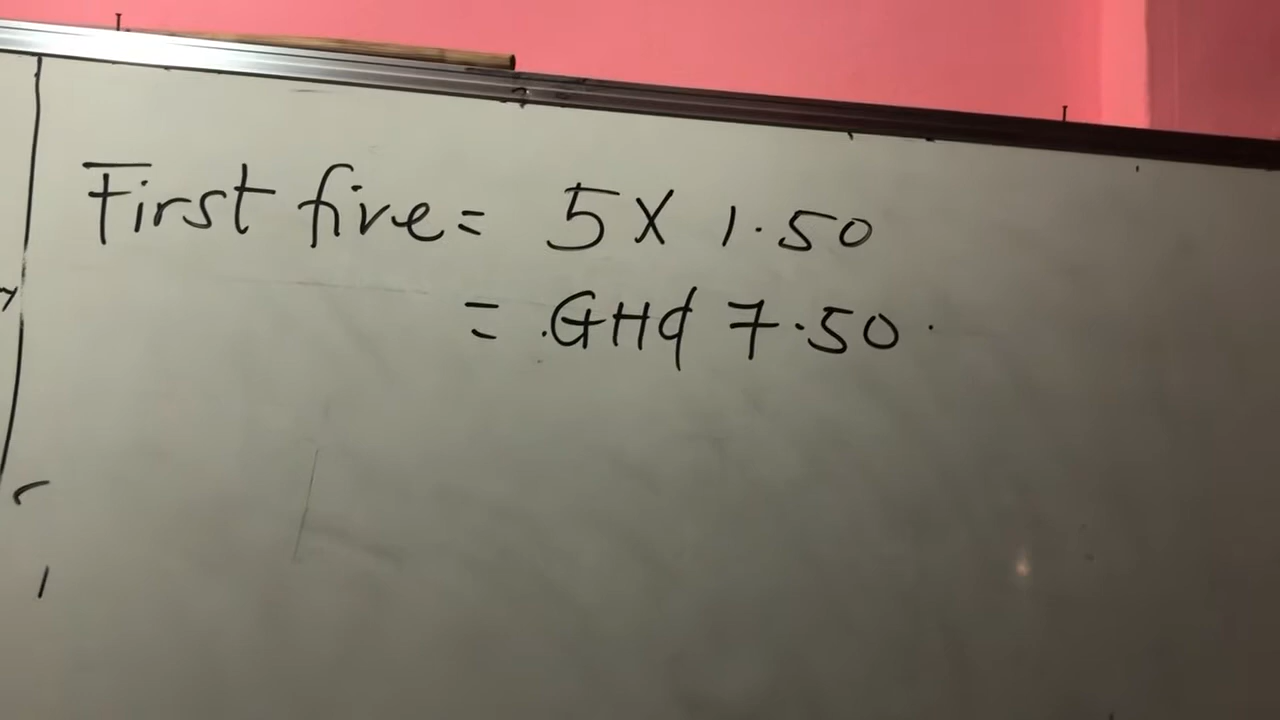 First five = 5 X 1.50
= GH₵ 7.50